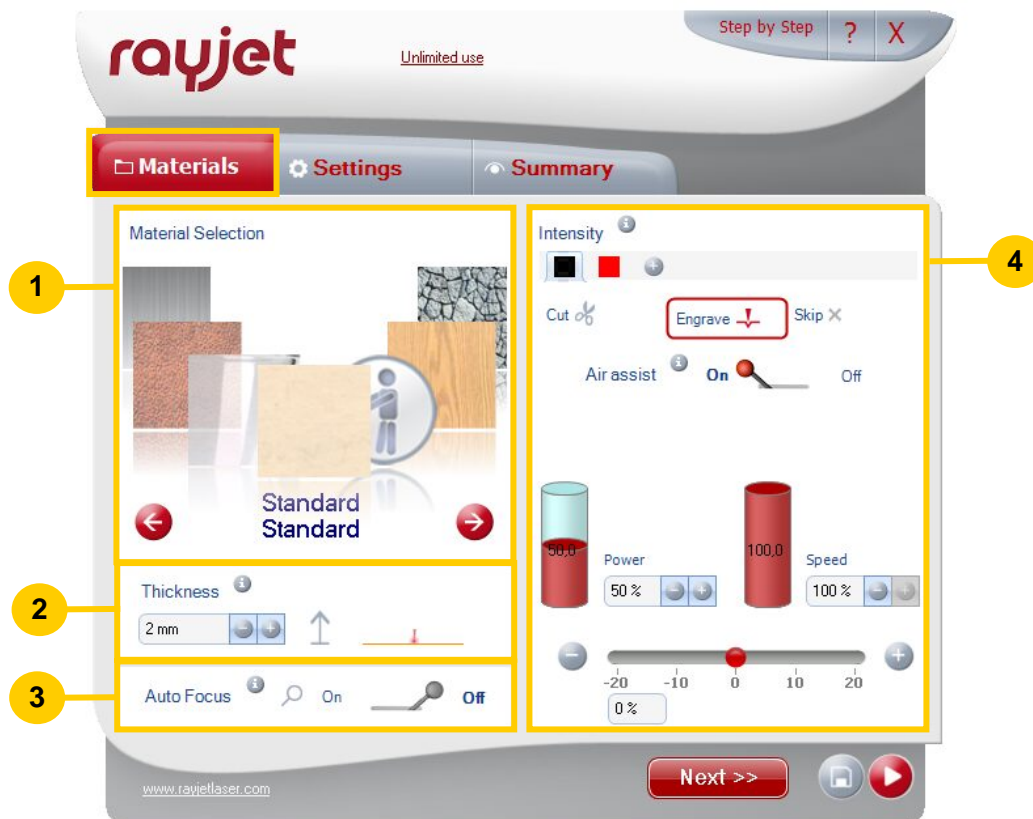 rayjet
Unlimited use
Step by Step
?
X
Materials
Settings
Summary
1
Material Selection
Standard
Standard
2
Thickness
2 mm
3
Auto Focus
On
Off
4
Intensity
Cut
Engrave
Skip
Air assist
On
Off
50,0
Power
50 %
100,0
Speed
100 %
-20 -10 0 10 20
0 %
www.rayjetlaser.com
Next >>